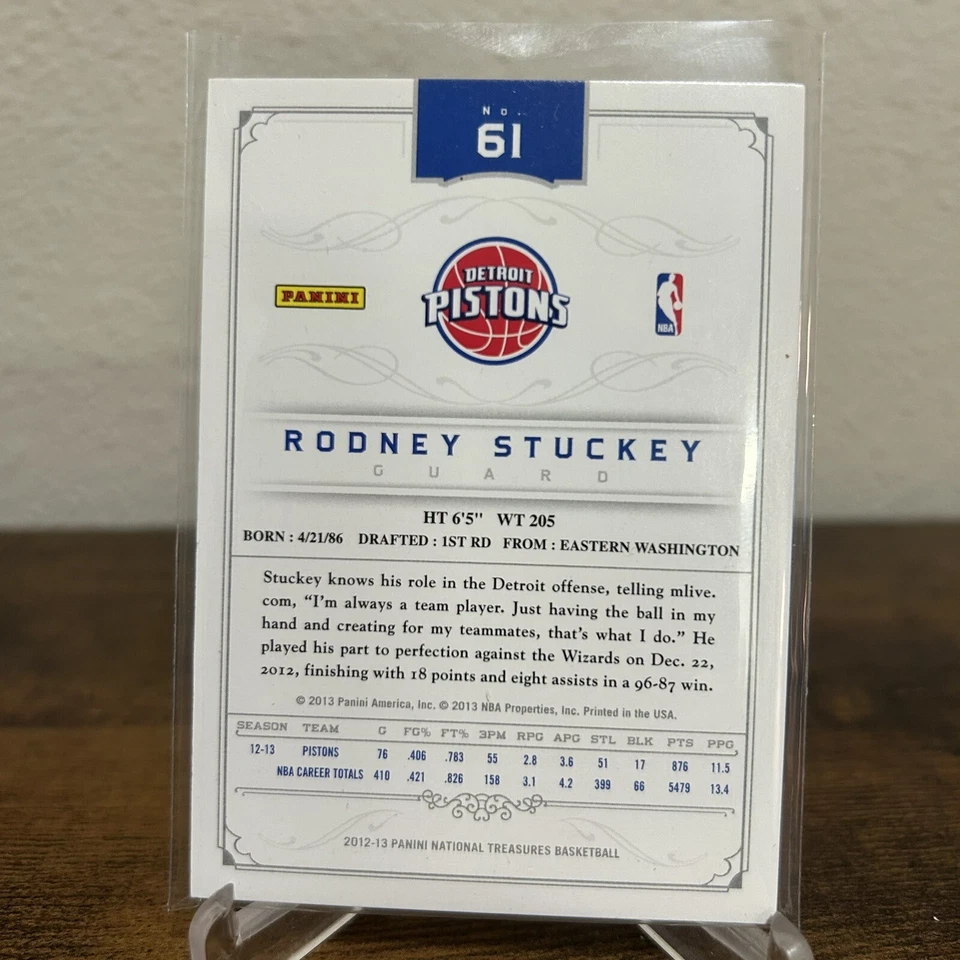 No.
61
PANINI
DETROIT
PISTONS
NBA
RODNEY STUCKEY
GUARD
HT 6'5" WT 205
BORN : 4/21/86 DRAFTED : 1ST RD FROM : EASTERN WASHINGTON
Stuckey knows his role in the Detroit offense, telling mlive.
com, “I’m always a team player. Just having the ball in my
hand and creating for my teammates, that’s what I do.” He
played his part to perfection against the Wizards on Dec. 22,
2012, finishing with 18 points and eight assists in a 96-87 win.
© 2013 Panini America, Inc. © 2013 NBA Properties, Inc. Printed in the USA.
SEASON TEAM G FG% FT% 3PM RPG APG STL BLK PTS PPG
12-13 PISTONS 76 .406 .783 55 2.8 3.6 51 17 876 11.5
NBA CAREER TOTALS 410 .421 .826 158 3.1 4.2 399 66 5479 13.4
2012-13 PANINI NATIONAL TREASURES BASKETBALL